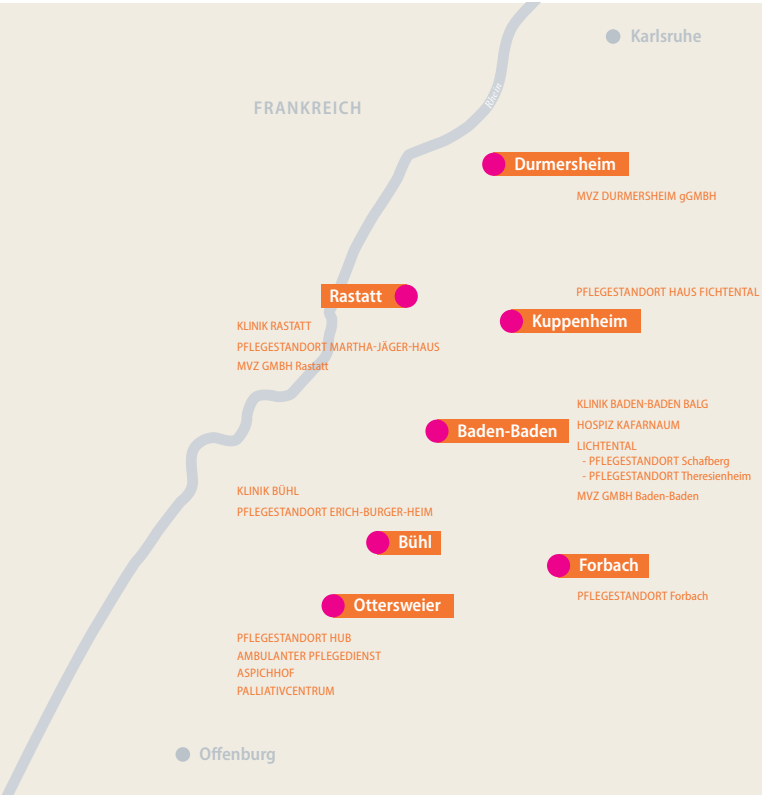 Karlsruhe
FRANKREICH
Rhein
Durmersheim
MVZ DURMERSHEIM gGMBH
Rastatt
KLINIK RASTATT
PFLEGESTANDORT MARTHA-JÄGER-HAUS
MVZ GMBH Rastatt
PFLEGESTANDORT HAUS FICHTENTAL
Kuppenheim
Baden-Baden
KLINIK BADEN-BADEN BALG
HOSPIZ KAFARNAUM
LICHTENTAL
- PFLEGESTANDORT Schafberg
- PFLEGESTANDORT Theresienheim
MVZ GMBH Baden-Baden
KLINIK BÜHL
PFLEGESTANDORT ERICH-BURGER-HEIM
Bühl
Forbach
PFLEGESTANDORT Forbach
Ottersweier
PFLEGESTANDORT HUB
AMBULANTER PFLEGEDIENST
ASPICHHOF
PALLIATIVCENTRUM
Offenburg